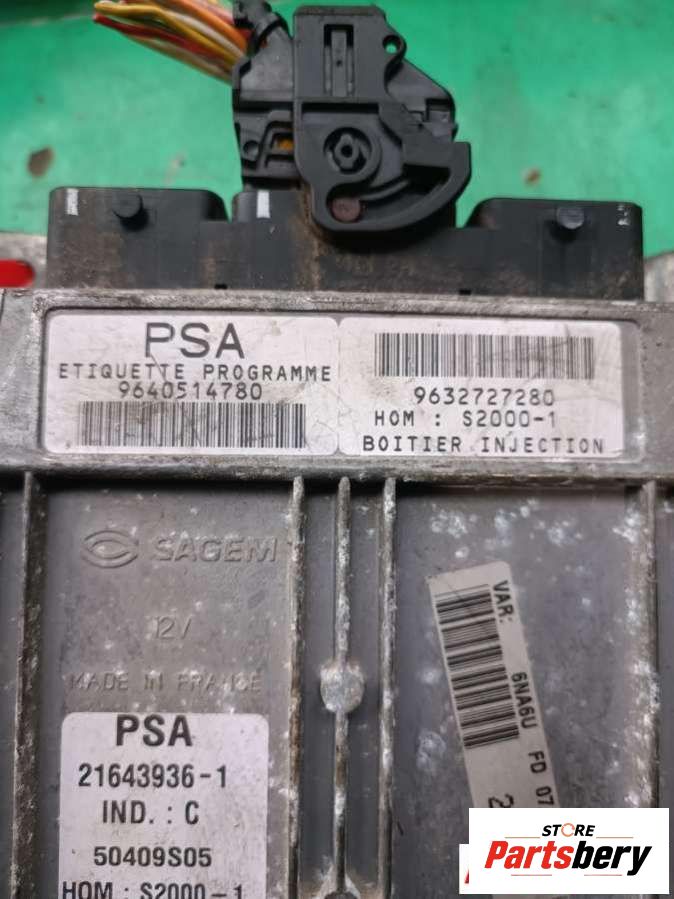 PSA
ETIQUETTE PROGRAMME
9640514780
9632727280
HOM : S2000-1
BOITIER INJECTION
SAGEM
12V
MADE IN FRANCE
PSA
21643936-1
IND. : C
50409S05
HOM : S2000-1
VAR: 6NA6U FD 07
STORE
Partsbery